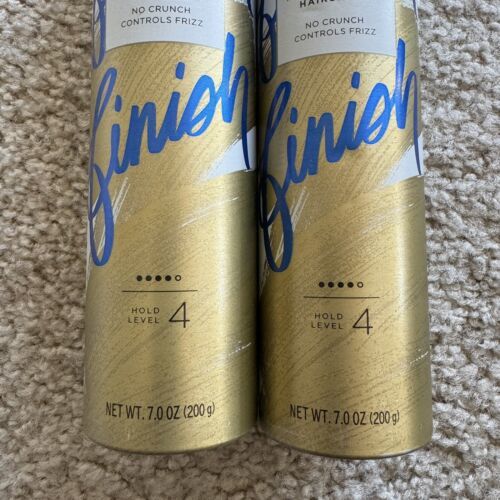 NO CRUNCH
CONTROLS FRIZZ
finish
HOLD
LEVEL 4
NET WT. 7.0 OZ (200 g)
NO CRUNCH
CONTROLS FRIZZ
finish
HOLD
LEVEL 4
NET WT. 7.0 OZ (200 g)